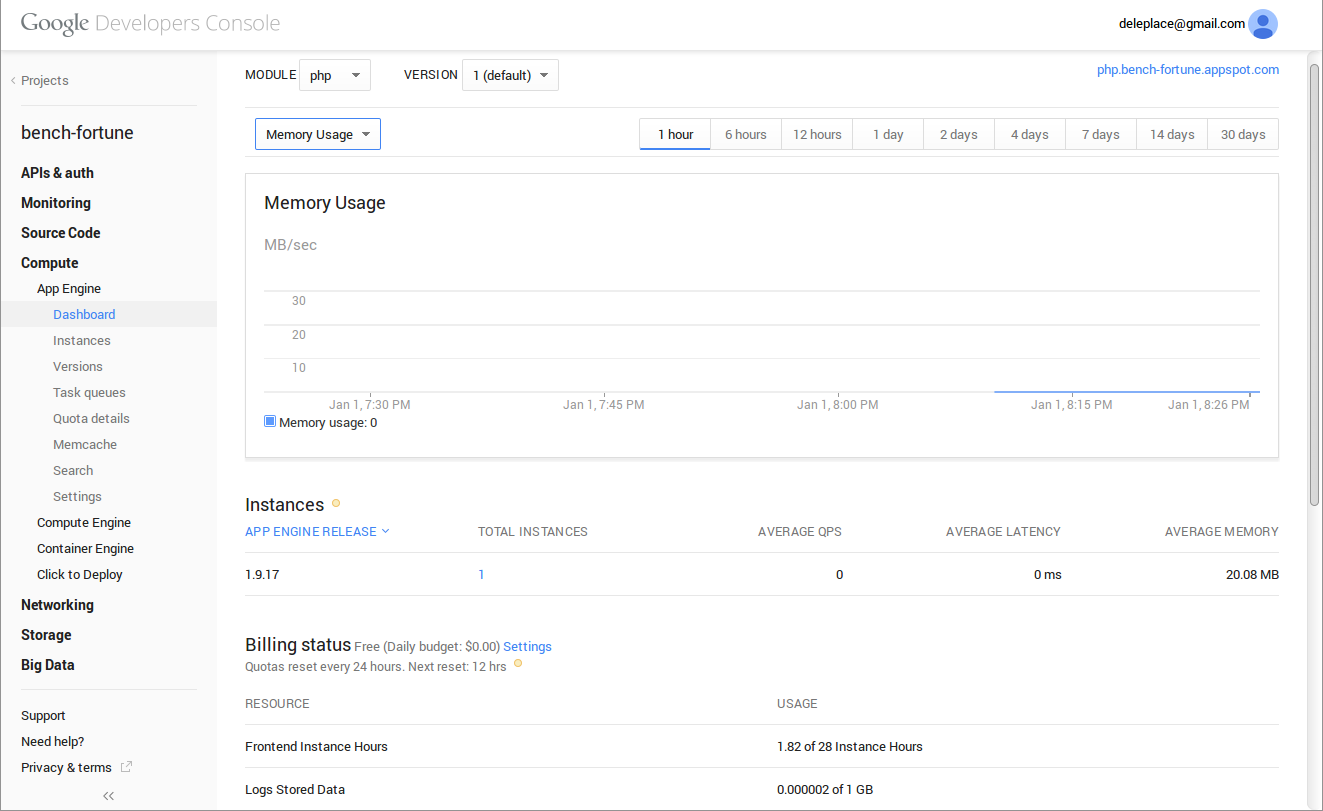 Google Developers Console
deleplace@gmail.com
Projects
bench-fortune
APIs & auth
Monitoring
Source Code
Compute
App Engine
Dashboard
Instances
Versions
Task queues
Quota details
Memcache
Search
Settings
Compute Engine
Container Engine
Click to Deploy
Networking
Storage
Big Data
Support
Need help?
Privacy & terms
MODULE php VERSION 1 (default)
php.bench-fortune.appspot.com
Memory Usage 1 hour 6 hours 12 hours 1 day 2 days 4 days 7 days 14 days 30 days
Memory Usage
MB/sec
30
20
10
Jan 1, 7:30 PM Jan 1, 7:45 PM Jan 1, 8:00 PM Jan 1, 8:15 PM Jan 1, 8:26 PM
Memory usage: 0
Instances
APP ENGINE RELEASE TOTAL INSTANCES AVERAGE QPS AVERAGE LATENCY AVERAGE MEMORY
1.9.17 1 0 0 ms 20.08 MB
Billing status Free (Daily budget: $0.00) Settings
Quotas reset every 24 hours. Next reset: 12 hrs
RESOURCE USAGE
Frontend Instance Hours 1.82 of 28 Instance Hours
Logs Stored Data 0.000002 of 1 GB